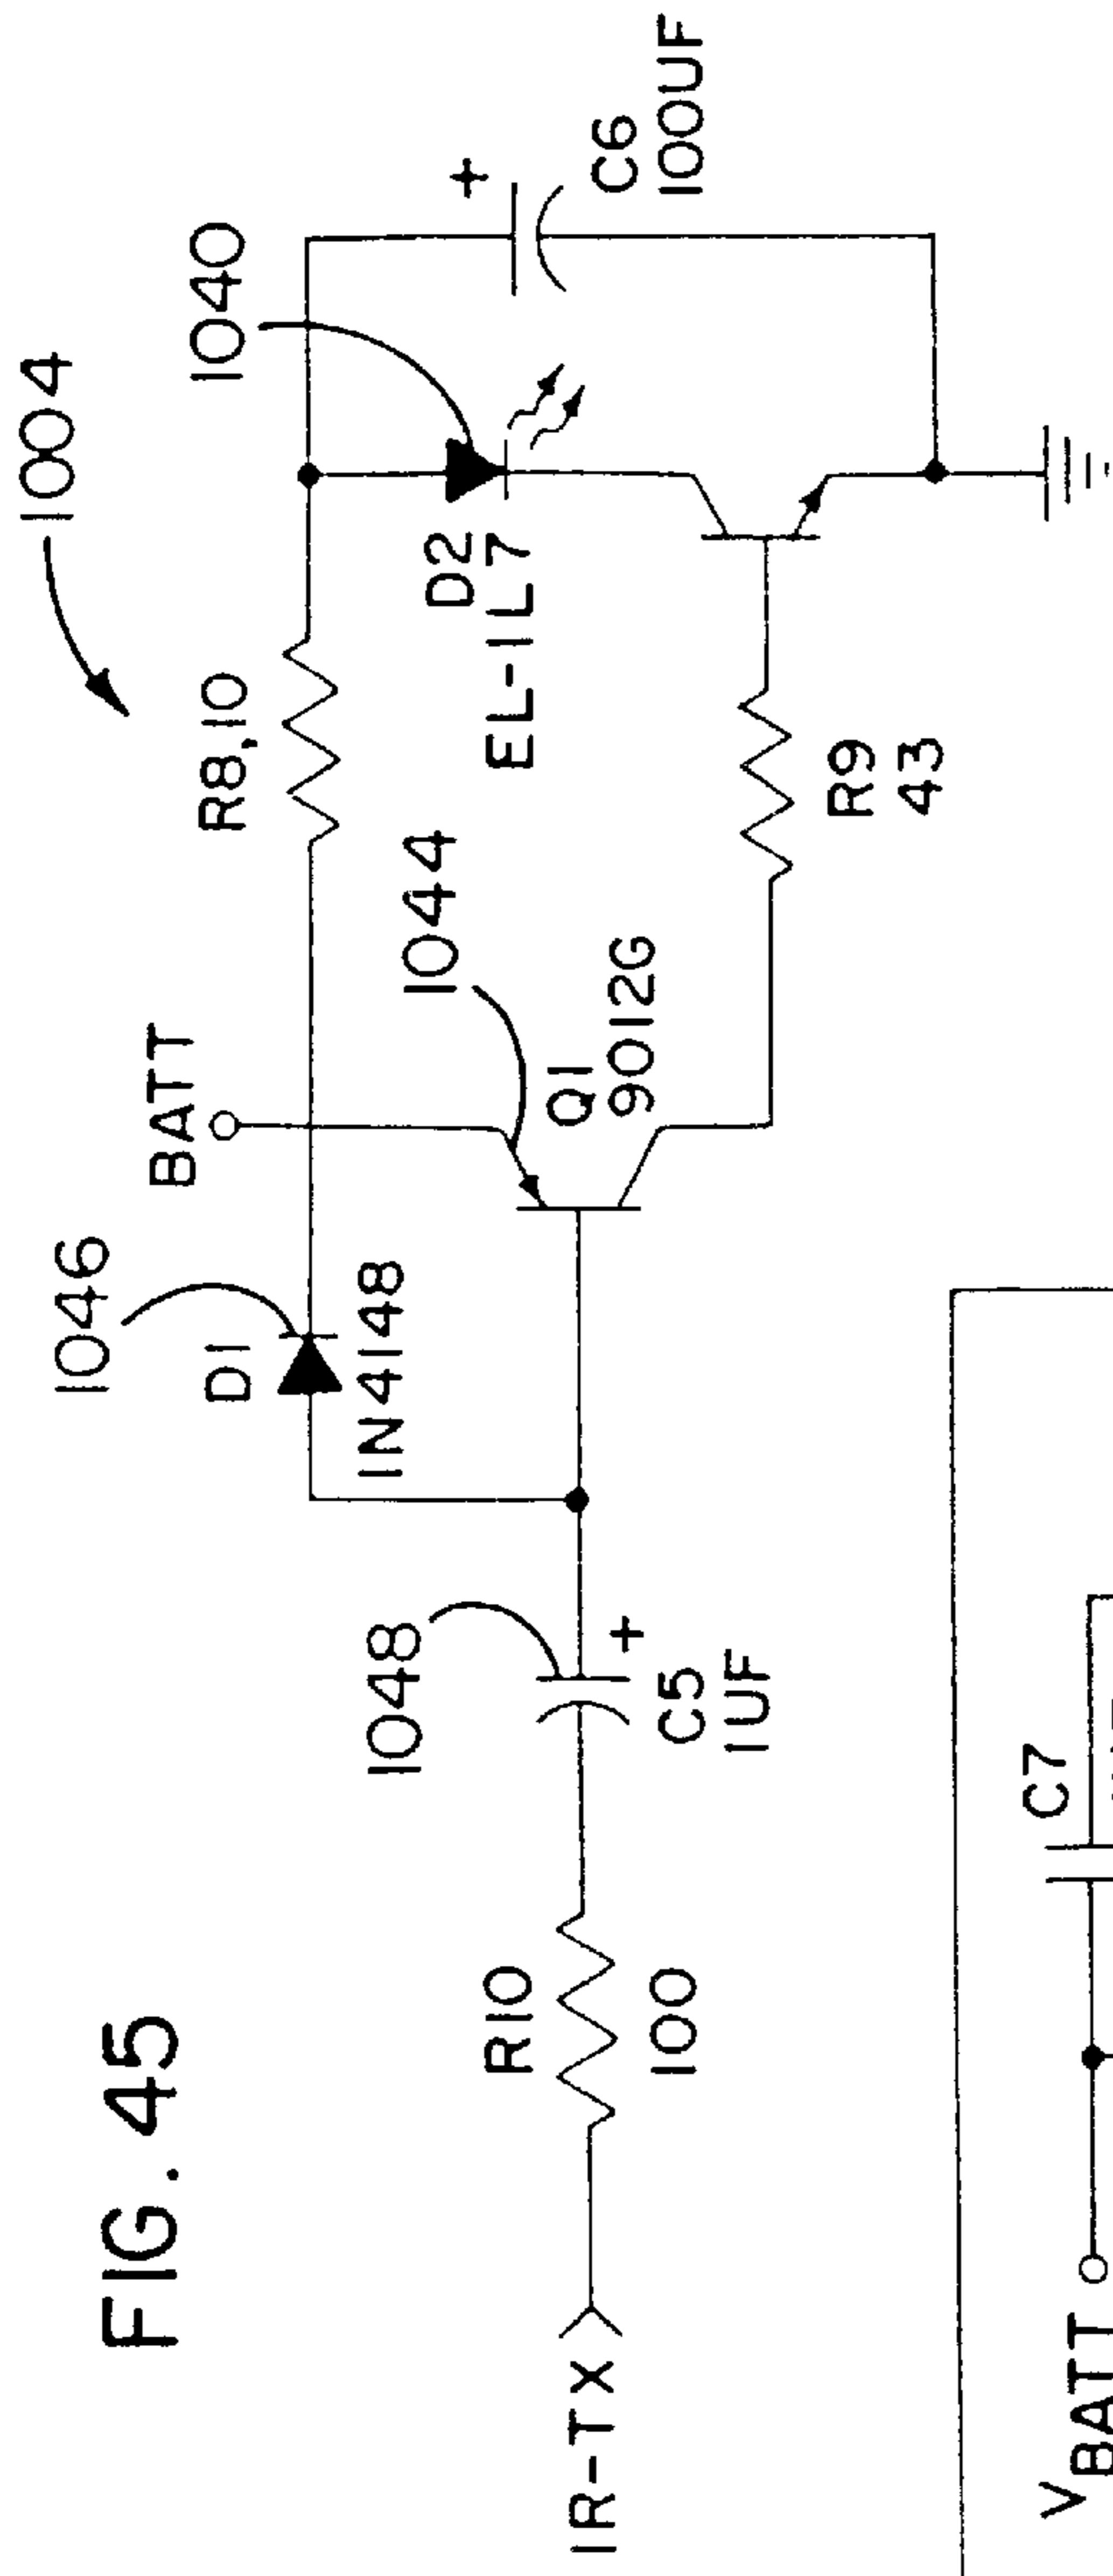 FIG. 45
1004
1040
1046
BATT
R8,10
D1
1N4148
1044
D2
EL-1L7
+
C6
100UF
1048
Q1
9012G
R9
43
IR-TX
R10
100
+
C5
1UF
C7
VBATT